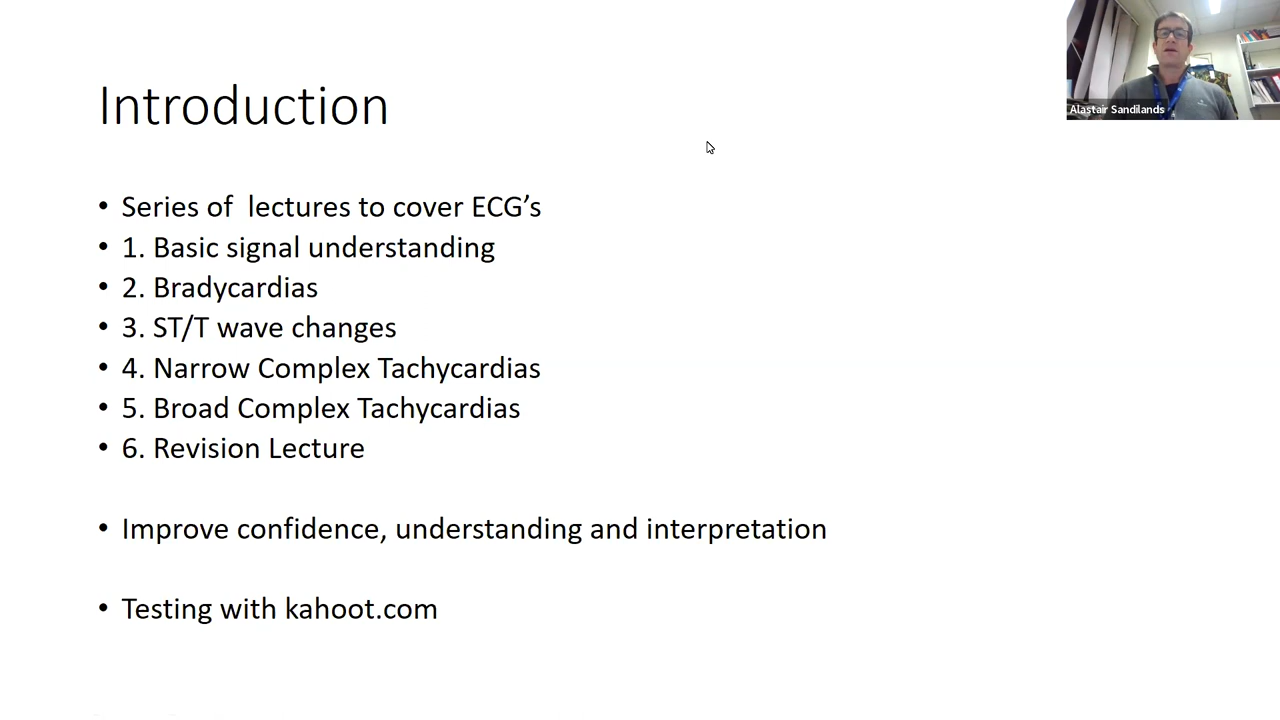 Introduction
Alastair Sandilands
• Series of  lectures to cover ECG’s
• 1. Basic signal understanding
• 2. Bradycardias
• 3. ST/T wave changes
• 4. Narrow Complex Tachycardias
• 5. Broad Complex Tachycardias
• 6. Revision Lecture
• Improve confidence, understanding and interpretation
• Testing with kahoot.com